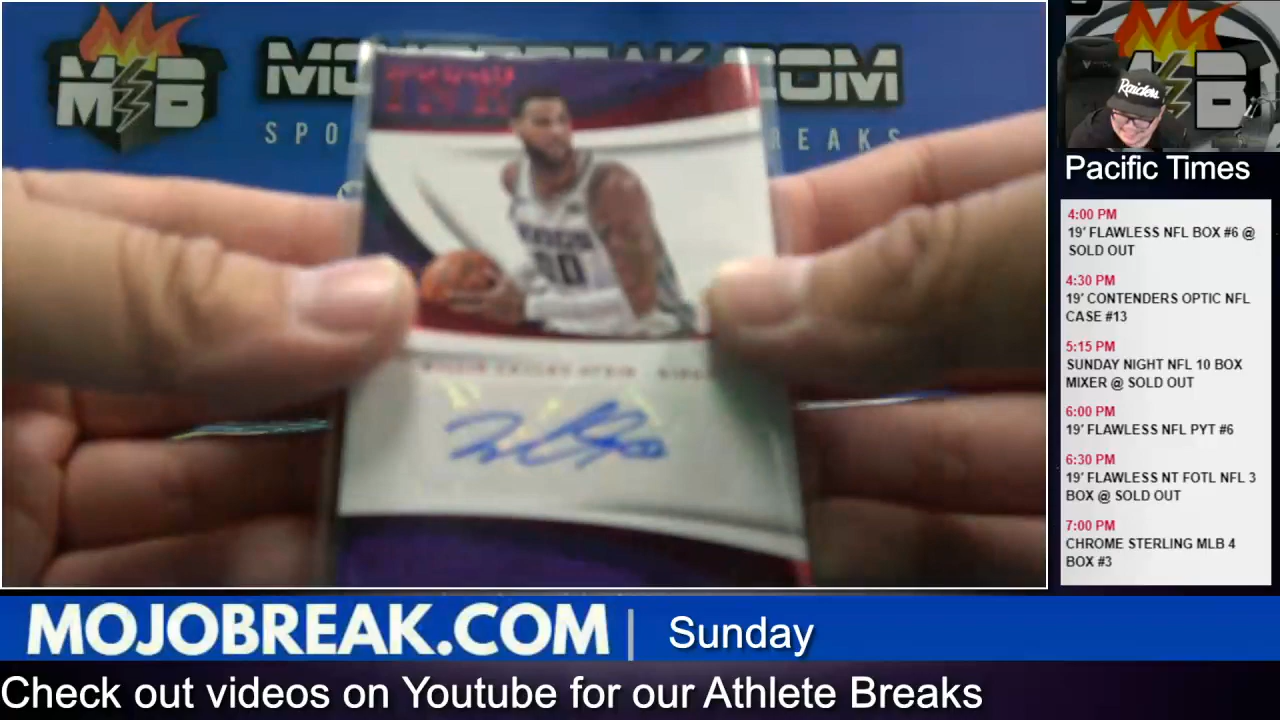 M B
MOJOBREAK.COM
SPO REAKS
INK
KINGS
00
Raiders
B
Pacific Times
4:00 PM
19' FLAWLESS NFL BOX #6 @
SOLD OUT
4:30 PM
19' CONTENDERS OPTIC NFL
CASE #13
5:15 PM
SUNDAY NIGHT NFL 10 BOX
MIXER @ SOLD OUT
6:00 PM
19' FLAWLESS NFL PYT #6
6:30 PM
19' FLAWLESS NT FOTL NFL 3
BOX @ SOLD OUT
7:00 PM
CHROME STERLING MLB 4
BOX #3
MOJOBREAK.COM | Sunday
Check out videos on Youtube for our Athlete Breaks